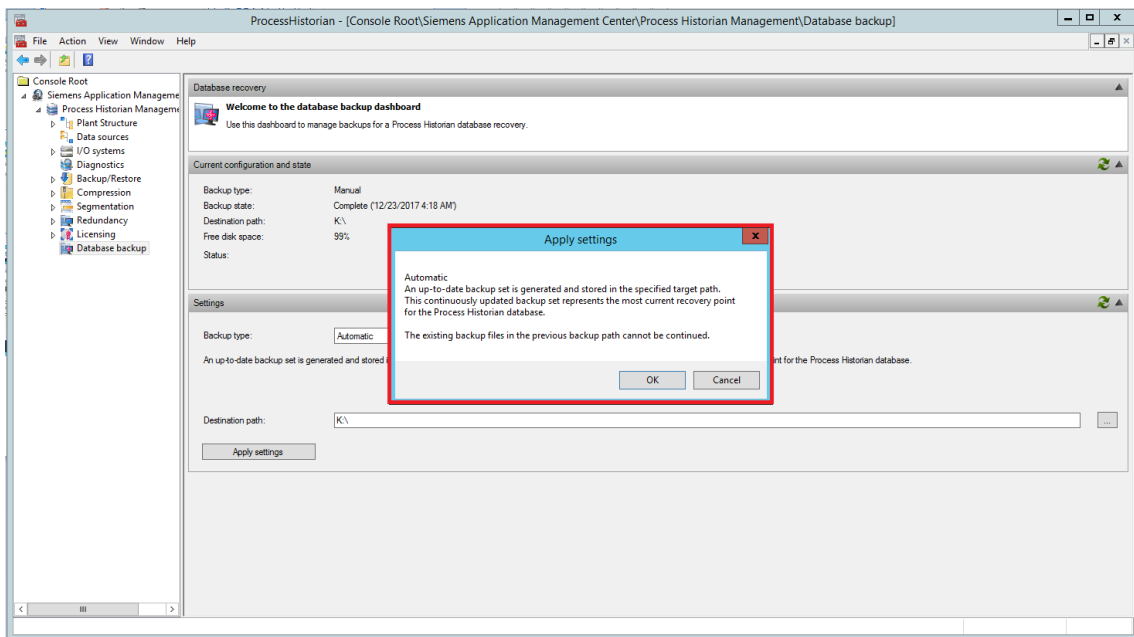 ProcessHistorian - [Console Root\Siemens Application Management Center\Process Historian Management\Database backup]
File Action View Window Help
Console Root
Siemens Application Manageme
Process Historian Manageme
Plant Structure
Data sources
I/O systems
Diagnostics
Backup/Restore
Compression
Segmentation
Redundancy
Licensing
Database backup
Database recovery
Welcome to the database backup dashboard
Use this dashboard to manage backups for a Process Historian database recovery.
Current configuration and state
Backup type: Manual
Backup state: Complete ('12/23/2017 4:18 AM')
Destination path: K:\
Free disk space: 99%
Status:
Settings
Backup type: Automatic
An up-to-date backup set is generated and stored i
nt for the Process Historian database.
Destination path: K:\
...
Apply settings
Apply settings
x
Automatic
An up-to-date backup set is generated and stored in the specified target path.
This continuously updated backup set represents the most current recovery point
for the Process Historian database.
The existing backup files in the previous backup path cannot be continued.
OK Cancel